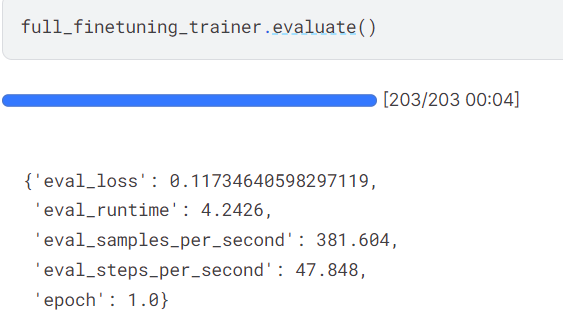 full_finetuning_trainer.evaluate()
[203/203 00:04]
{'eval_loss': 0.11734640598297119,
'eval_runtime': 4.2426,
'eval_samples_per_second': 381.604,
'eval_steps_per_second': 47.848,
'epoch': 1.0}